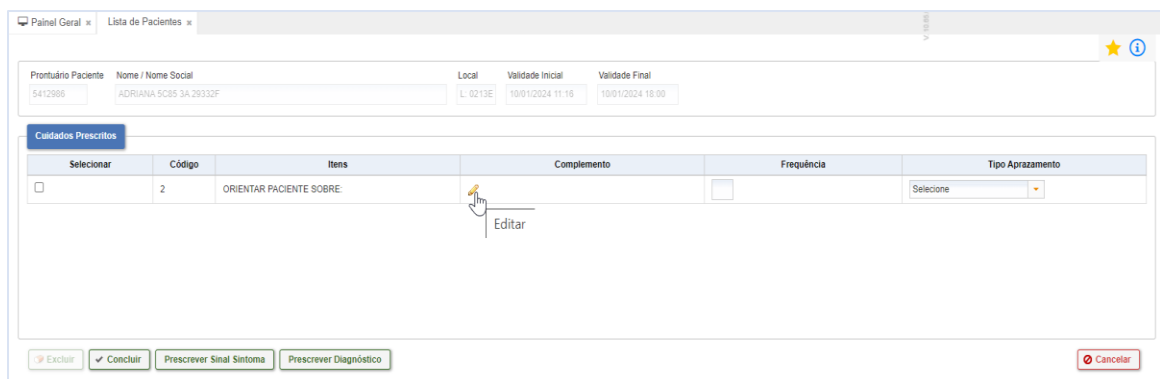 Painel Geral × Lista de Pacientes ×
Prontuário Paciente Nome / Nome Social Local Validade Inicial Validade Final
5412986 ADRIANA.5C85 3A.29332F L: 0213E 10/01/2024 11:16 10/01/2024 18:00
Cuidados Prescritos
Selecionar Código Itens Complemento Frequência Tipo Aprazamento
2 ORIENTAR PACIENTE SOBRE: Selecione
Editar
Excluir Concluir Prescrever Sinal Sintoma Prescrever Diagnóstico Cancelar